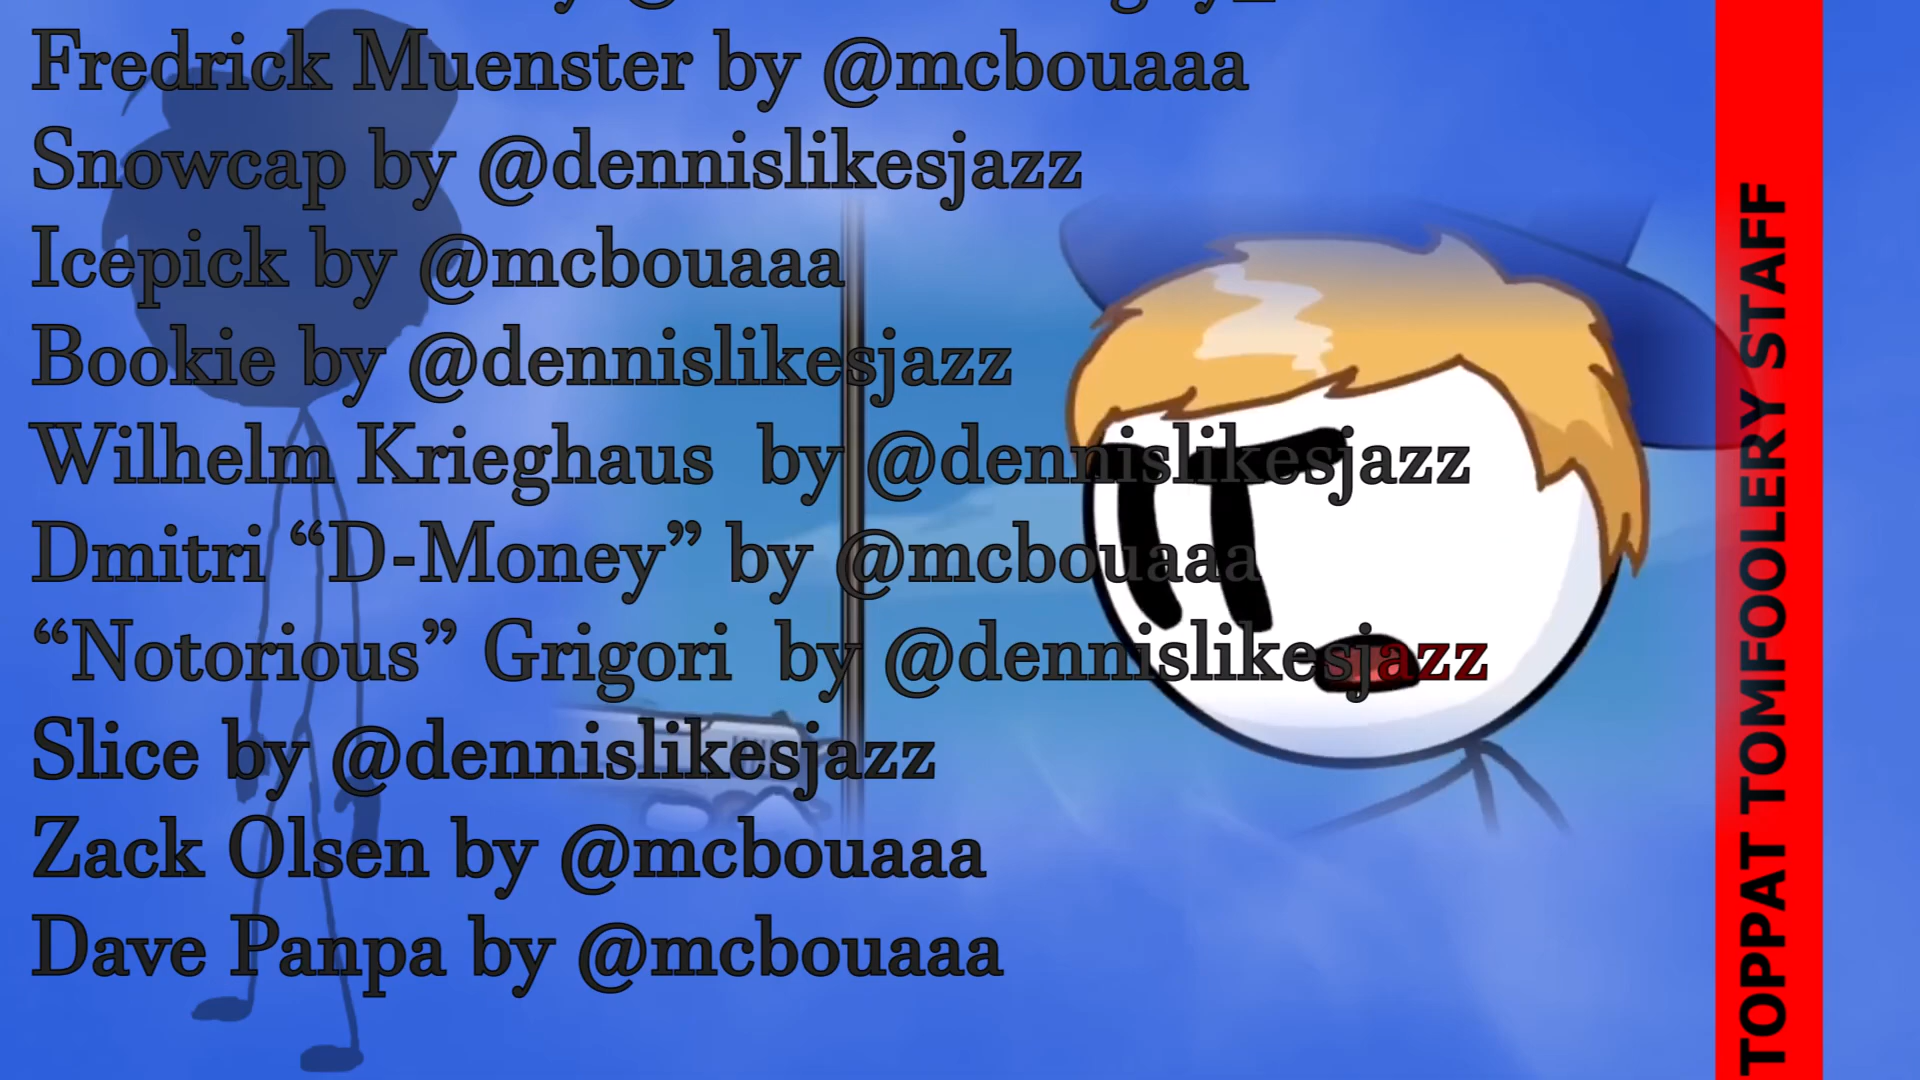 Fredrick Muenster by @mcbouaaa
Snowcap by @dennislikesjazz
Icepick by @mcbouaaa
Bookie by @dennislikesjazz
Wilhelm Krieghaus  by @dennislikesjazz
Dmitri “D-Money” by @mcbouaaa
“Notorious” Grigori  by @dennislikesjazz
Slice by @dennislikesjazz
Zack Olsen by @mcbouaaa
Dave Panpa by @mcbouaaa
TOPPAT TOMFOOLERY STAFF